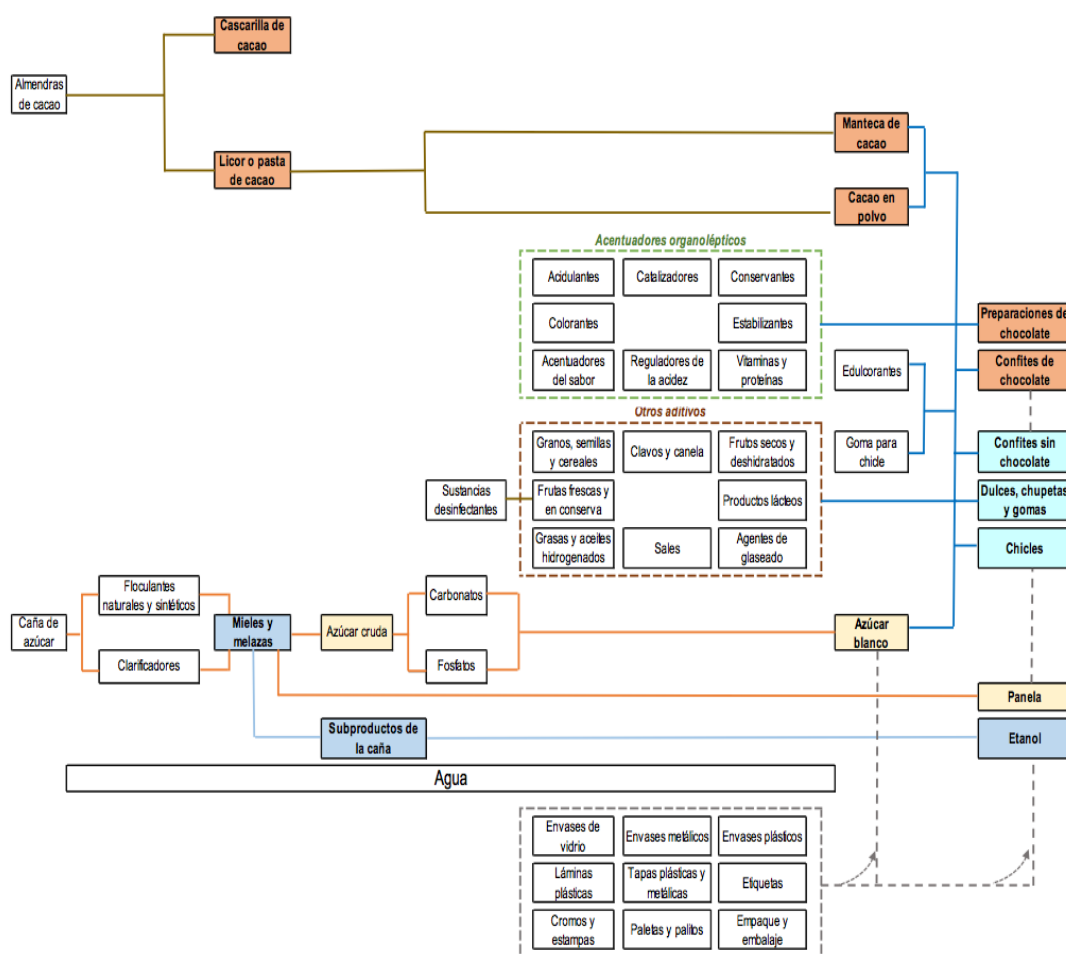 Cascarilla de
cacao
Almendras
de cacao
Licor o pasta
de cacao
Manteca de
cacao
Cacao en
polvo
Acentuadores organolépticos
Acidulantes
Catalizadores
Conservantes
Colorantes
Estabilizantes
Acentuadores
del sabor
Reguladores de
la acidez
Vitaminas y
proteínas
Edulcorantes
Goma para
chicle
Preparaciones de
chocolate
Confites de
chocolate
Otros aditivos
Granos, semillas
y cereales
Clavos y canela
Frutos secos y
deshidratados
Sustancias
desinfectantes
Frutas frescas y
en conserva
Productos lácteos
Grasas y aceites
hidrogenados
Sales
Agentes de
glaseado
Confites sin
chocolate
Dulces, chupetas
y gomas
Chicles
Caña de
azúcar
Floculantes
naturales y sintéticos
Clarificadores
Mieles y
melazas
Azúcar cruda
Carbonatos
Fosfatos
Azúcar
blanco
Panela
Subproductos de
la caña
Etanol
Agua
Envases de
vidrio
Envases metálicos
Envases plásticos
Láminas
plásticas
Tapas plásticas y
metálicas
Etiquetas
Cromos y
estampas
Paletas y palitos
Empaque y
embalaje